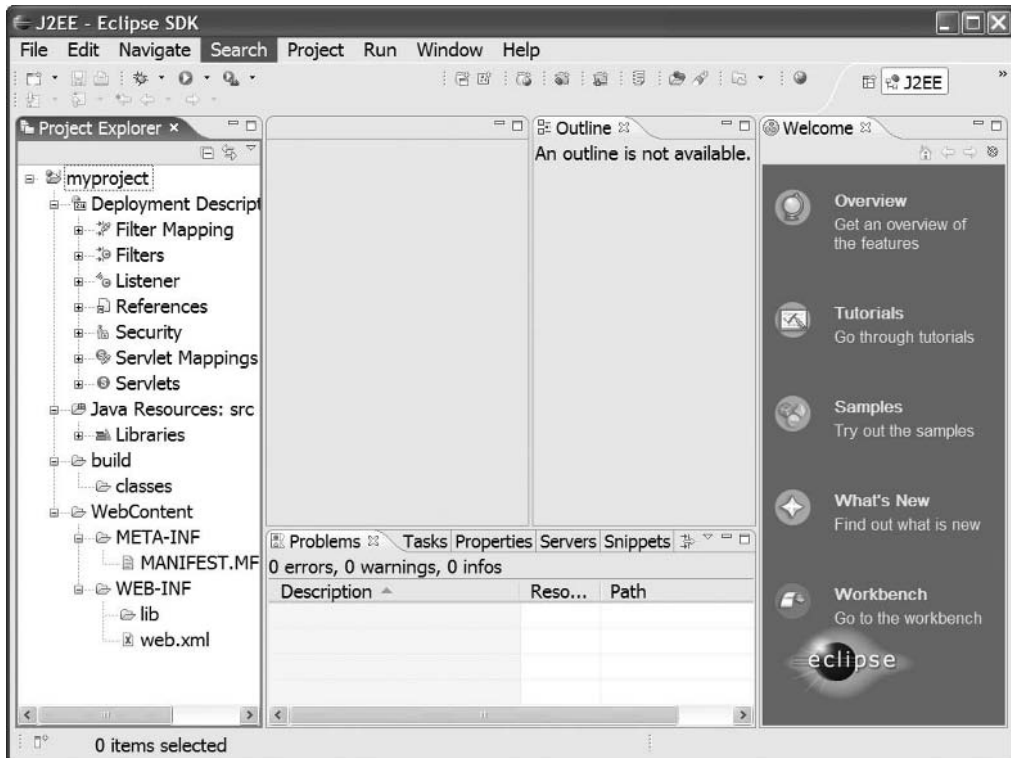 J2EE - Eclipse SDK
File Edit Navigate Search Project Run Window Help
J2EE »
Project Explorer
myproject
Deployment Descript
Filter Mapping
Filters
Listener
References
Security
Servlet Mappings
Servlets
Java Resources: src
Libraries
build
classes
WebContent
META-INF
MANIFEST.MF
WEB-INF
lib
web.xml
Outline
An outline is not available.
Problems Tasks Properties Servers Snippets
0 errors, 0 warnings, 0 infos
Description Reso... Path
Welcome
Overview
Get an overview of
the features
Tutorials
Go through tutorials
Samples
Try out the samples
What's New
Find out what is new
Workbench
Go to the workbench
eclipse
0 items selected